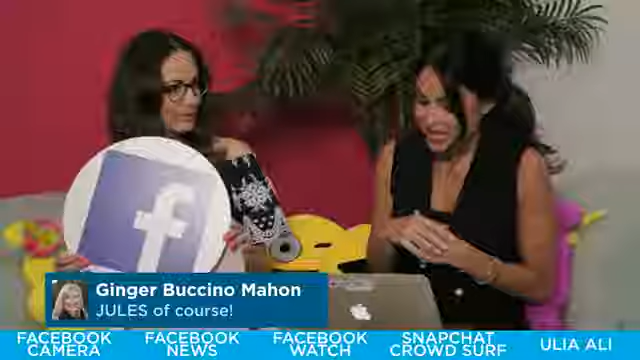 f
Ginger Buccino Mahon
JULES of course!
FACEBOOK CAMERA
FACEBOOK NEWS
FACEBOOK WATCH
SNAPCHAT CROWD SURF
ULIA ALI